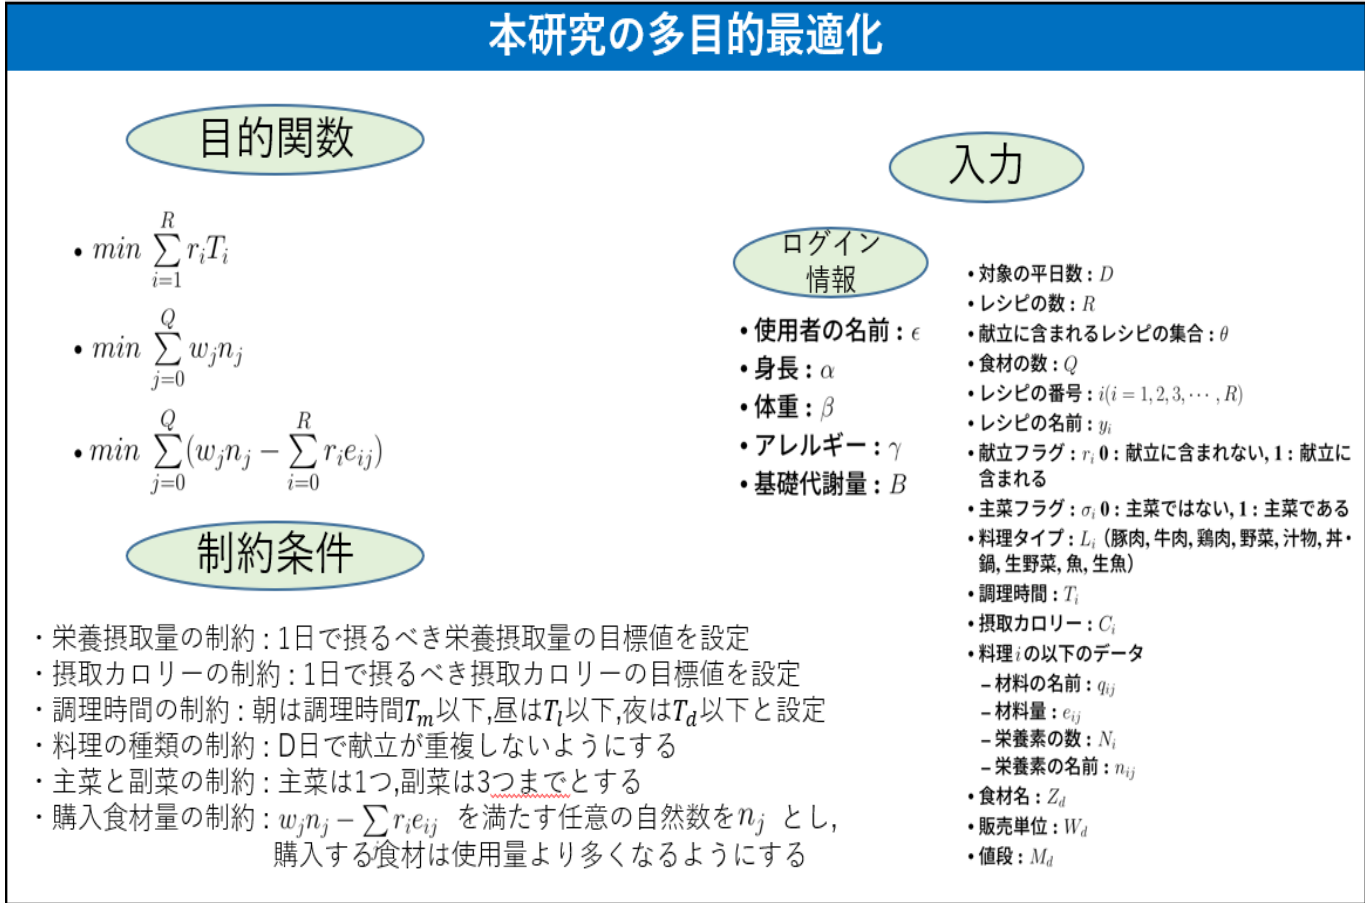 本研究の多目的最適化
目的関数
• min \sum_{i=1}^{R} r_i T_i
• min \sum_{j=0}^{Q} w_j n_j
• min \sum_{j=0}^{Q} (w_j n_j − \sum_{i=0}^{R} r_i e_{ij})
制約条件
・栄養摂取量の制約：1日で摂るべき栄養摂取量の目標値を設定
・摂取カロリーの制約：1日で摂るべき摂取カロリーの目標値を設定
・調理時間の制約：朝は調理時間T_m以下,昼はT_l以下,夜はT_d以下と設定
・料理の種類の制約：D日で献立が重複しないようにする
・主菜と副菜の制約：主菜は1つ,副菜は3つまでとする
・購入食材量の制約：w_j n_j − \sum_j r_i e_{ij} を満たす任意の自然数をn_j とし,
購入する食材は使用量より多くなるようにする
入力
ログイン
情報
• 使用者の名前：ϵ
• 身長：α
• 体重：β
• アレルギー：γ
• 基礎代謝量：B
• 対象の平日数：D
• レシピの数：R
• 献立に含まれるレシピの集合：θ
• 食材の数：Q
• レシピの番号：i(i = 1, 2, 3, ⋯ , R)
• レシピの名前：y_i
• 献立フラグ：r_i 0：献立に含まれない, 1：献立に
含まれる
• 主菜フラグ：σ_i 0：主菜ではない, 1：主菜である
• 料理タイプ：L_i（豚肉, 牛肉, 鶏肉, 野菜, 汁物, 丼・
鍋, 生野菜, 魚, 生魚）
• 調理時間：T_i
• 摂取カロリー：C_i
• 料理 i の以下のデータ
– 材料の名前：q_{ij}
– 材料量：e_{ij}
– 栄養素の数：N_i
– 栄養素の名前：n_{ij}
• 食材名：Z_d
• 販売単位：W_d
• 値段：M_d